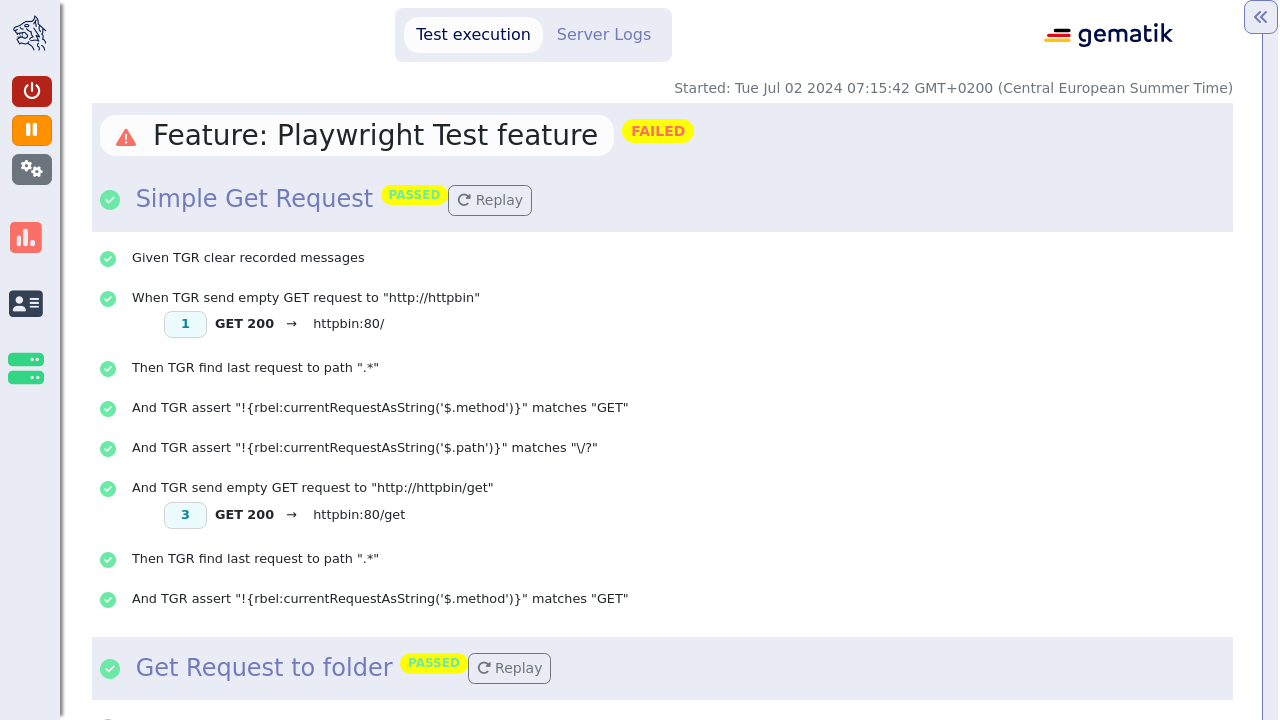 Test execution
Server Logs
gematik
Started: Tue Jul 02 2024 07:15:42 GMT+0200 (Central European Summer Time)
Feature: Playwright Test feature FAILED
Simple Get Request PASSED Replay
Given TGR clear recorded messages
When TGR send empty GET request to "http://httpbin"
1 GET 200 → httpbin:80/
Then TGR find last request to path ".*"
And TGR assert "!{rbel:currentRequestAsString('$.method')}" matches "GET"
And TGR assert "!{rbel:currentRequestAsString('$.path')}" matches "\/?"
And TGR send empty GET request to "http://httpbin/get"
3 GET 200 → httpbin:80/get
Then TGR find last request to path ".*"
And TGR assert "!{rbel:currentRequestAsString('$.method')}" matches "GET"
Get Request to folder PASSED Replay